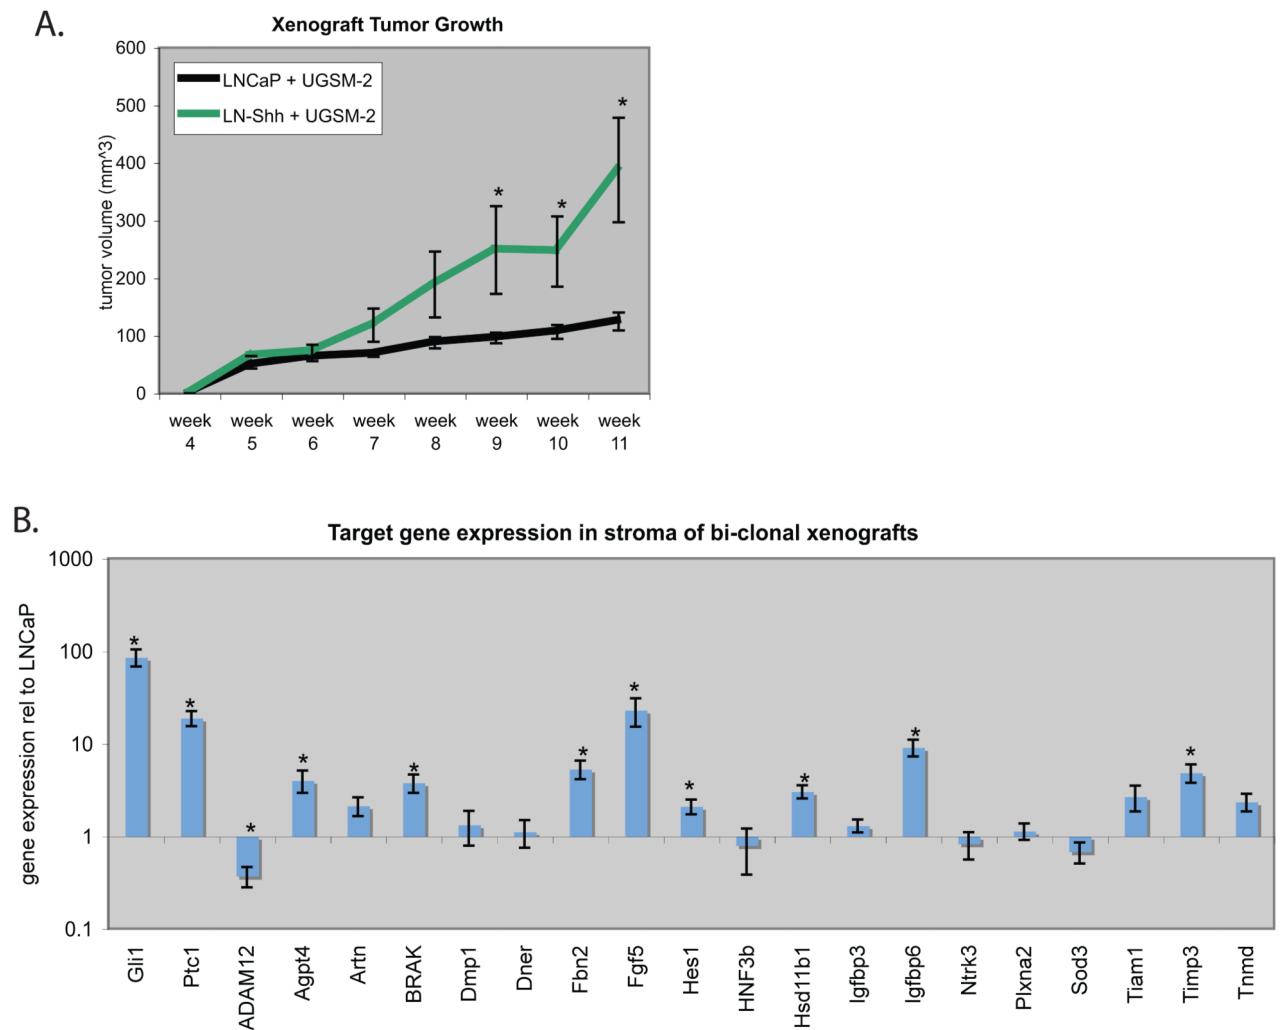 A.
Xenograft Tumor Growth
600
500
400
300
200
100
0
tumor volume (mm^3)
LNCaP + UGSM-2
LN-Shh + UGSM-2
*
*
*
week 4
week 5
week 6
week 7
week 8
week 9
week 10
week 11
B.
Target gene expression in stroma of bi-clonal xenografts
gene expression rel to LNCaP
1000
100
10
1
0.1
*
*
*
*
*
*
*
*
*
*
*
Gli1
Ptc1
ADAM12
Agpt4
Artn
BRAK
Dmp1
Dner
Fbn2
Fgf5
Hes1
HNF3b
Hsd11b1
Igfbp3
Igfbp6
Ntrk3
Plxna2
Sod3
Tiam1
Timp3
Tnmd